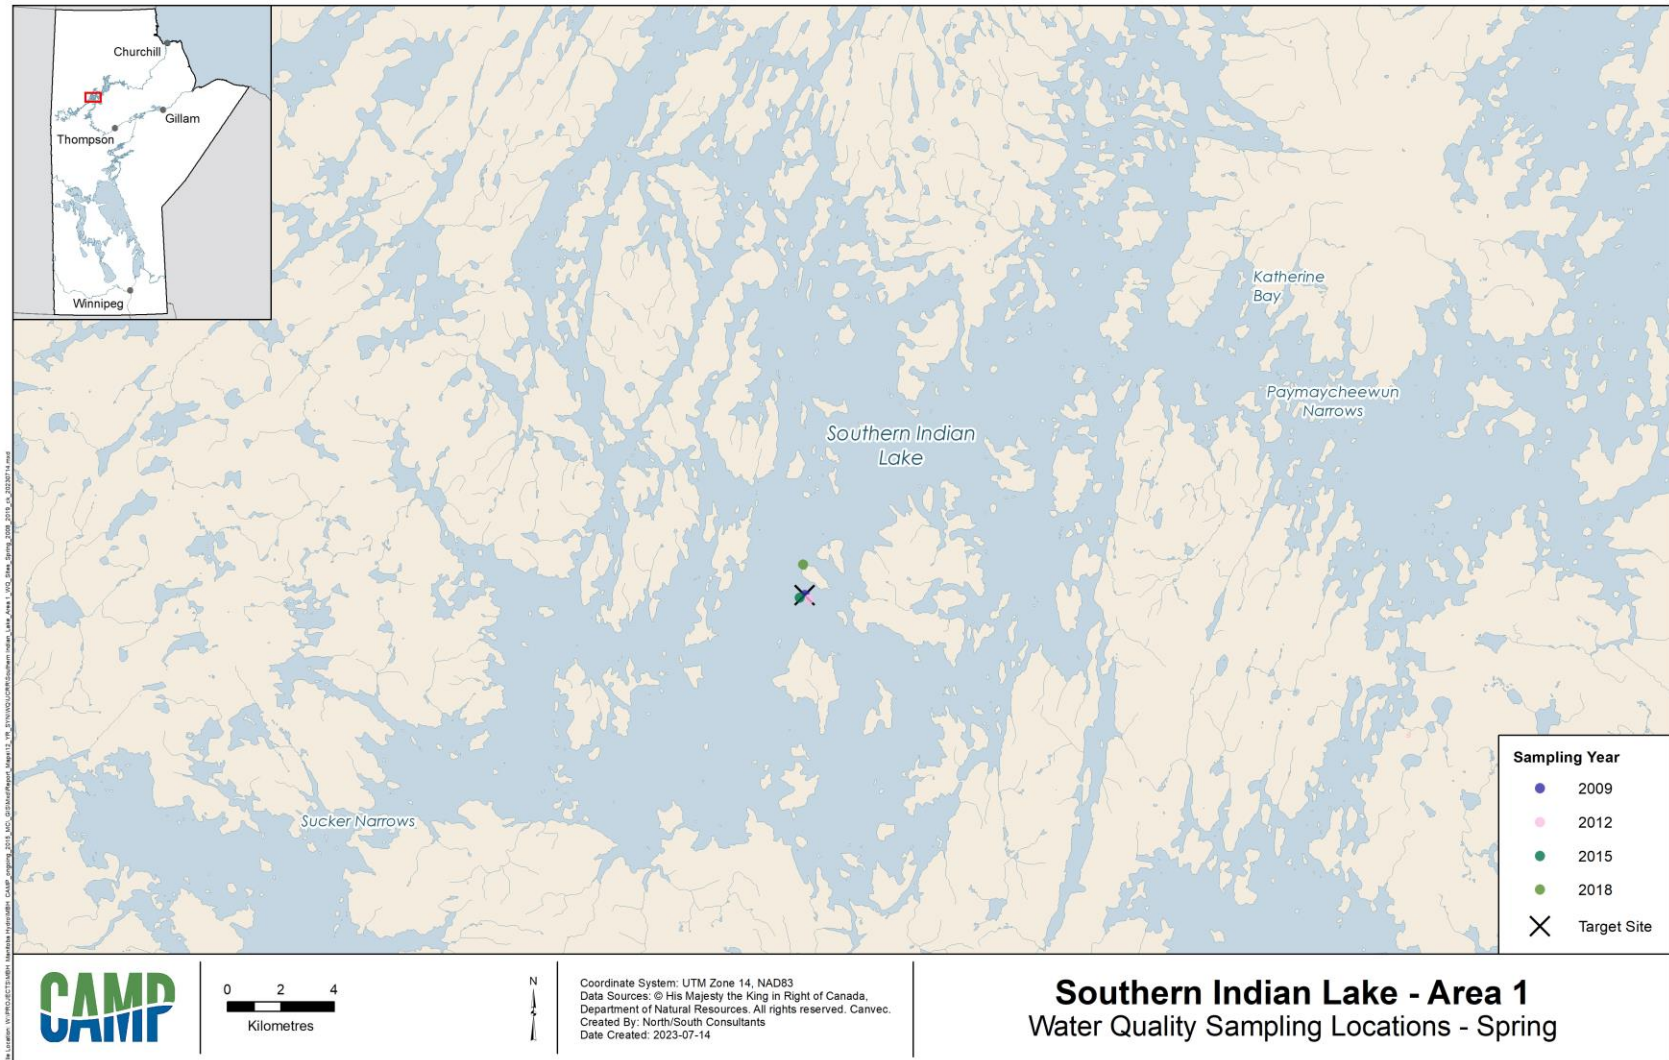 Churchill
Gillam
Thompson
Winnipeg
Katherine
Bay
Paymaycheewun
Narrows
Southern Indian
Lake
Sucker Narrows
Sampling Year
2009
2012
2015
2018
Target Site
CAMP
0 2 4
Kilometres
N
Coordinate System: UTM Zone 14, NAD83
Data Sources: © His Majesty the King in Right of Canada,
Department of Natural Resources. All rights reserved. Canvec.
Created By: North/South Consultants
Date Created: 2023-07-14
Southern Indian Lake - Area 1
Water Quality Sampling Locations - Spring